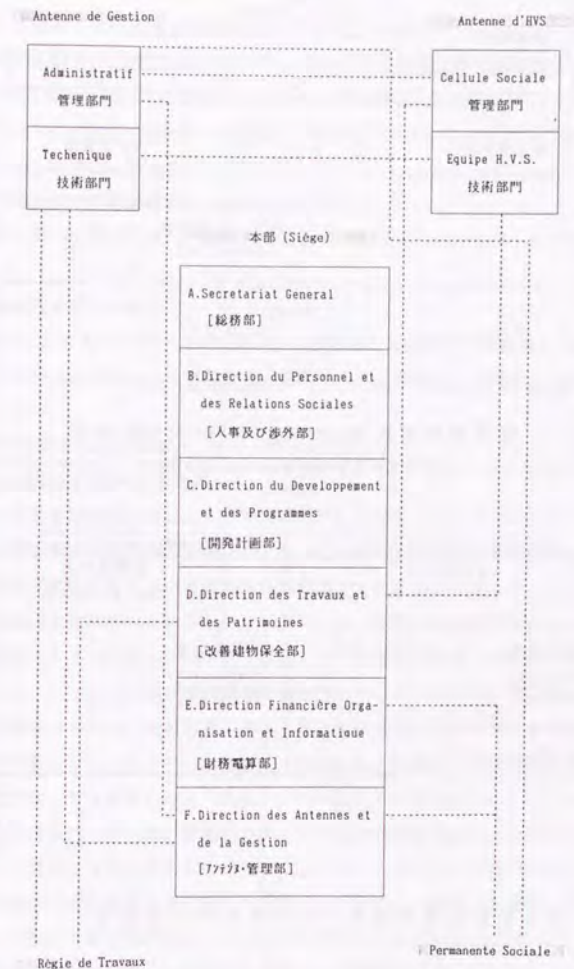 Antenne de Gestion
Antenne d'HVS
Administratif
管理部門
Techenique
技術部門
Cellule Sociale
管理部門
Equipe H.V.S.
技術部門
本部 (Siège)
A.Secretariat General
[総務部]
B.Direction du Personnel et
des Relations Sociales
[人事及び渉外部]
C.Direction du Developpement
et des Programmes
[開発計画部]
D.Direction des Travaux et
des Patrimoines
[改善建物保全部]
E.Direction Financière Orga-
nisation et Informatique
[財務電算部]
F.Direction des Antennes et
de la Gestion
[ｱﾝﾃﾅﾇ･管理部]
Régie de Travaux
Permanente Sociale